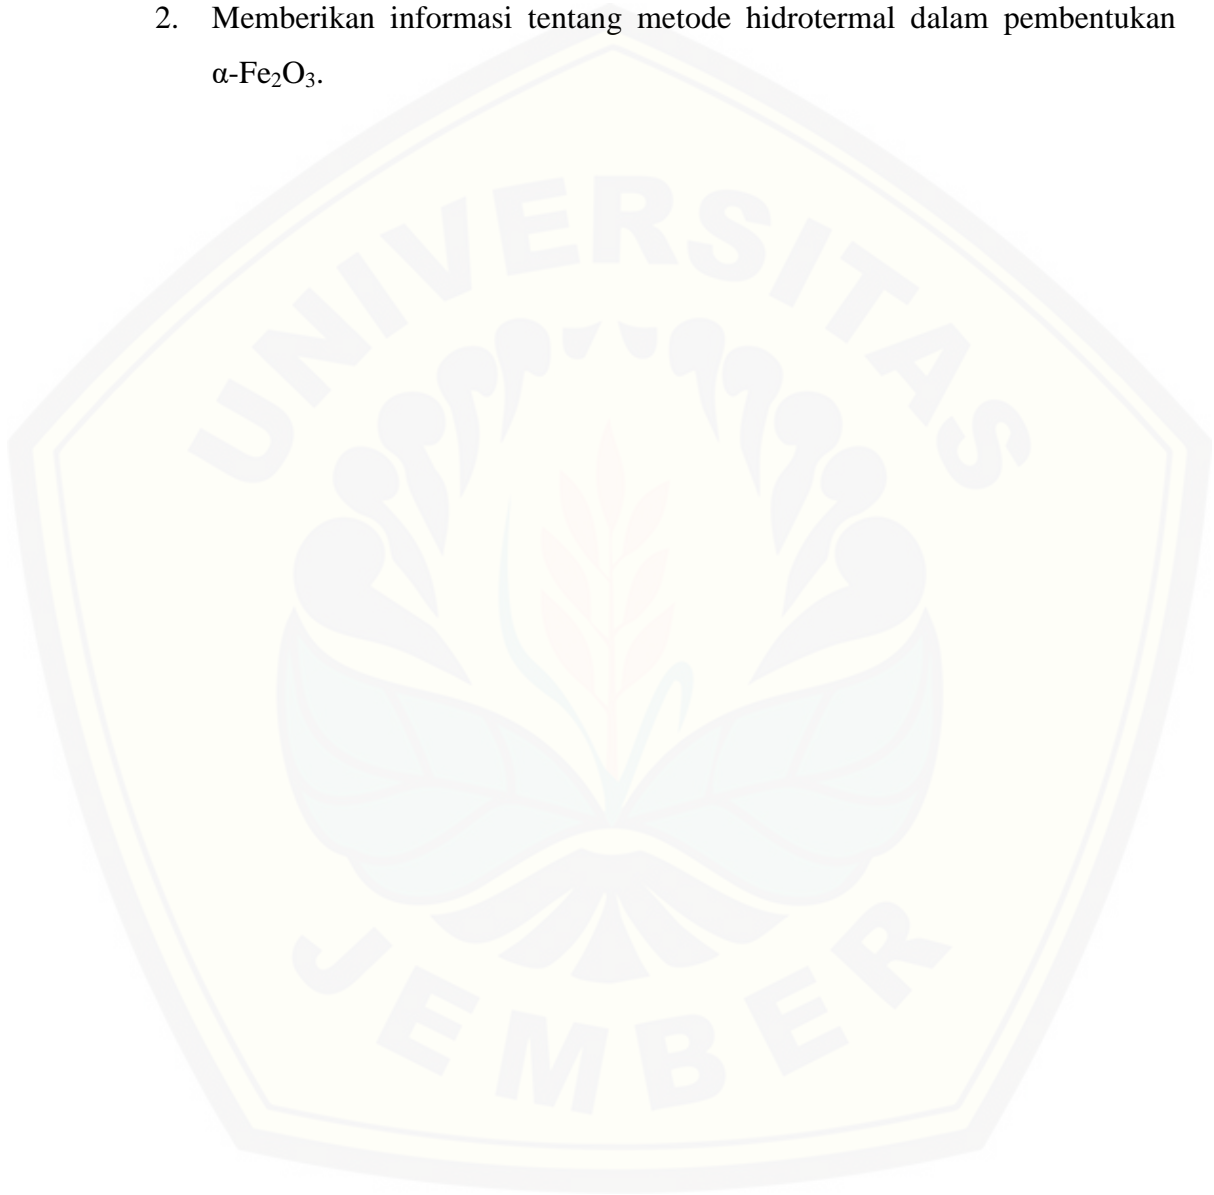 2. Memberikan informasi tentang metode hidrotermal dalam pembentukan
α-Fe₂O₃.
UNIVERSITAS
JEMBER